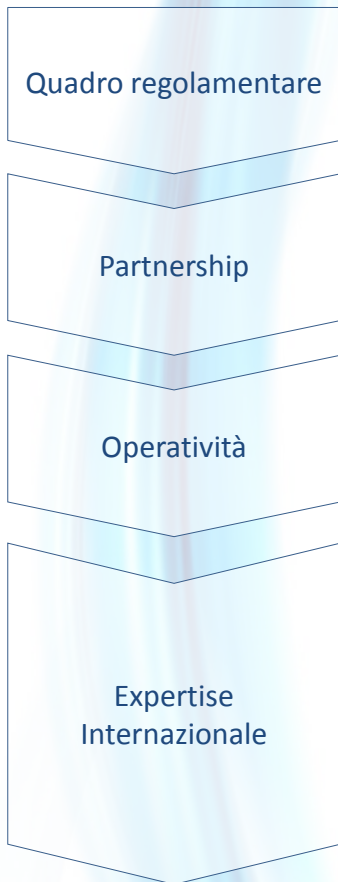 Quadro regolamentare
Partnership
Operatività
Expertise
Internazionale